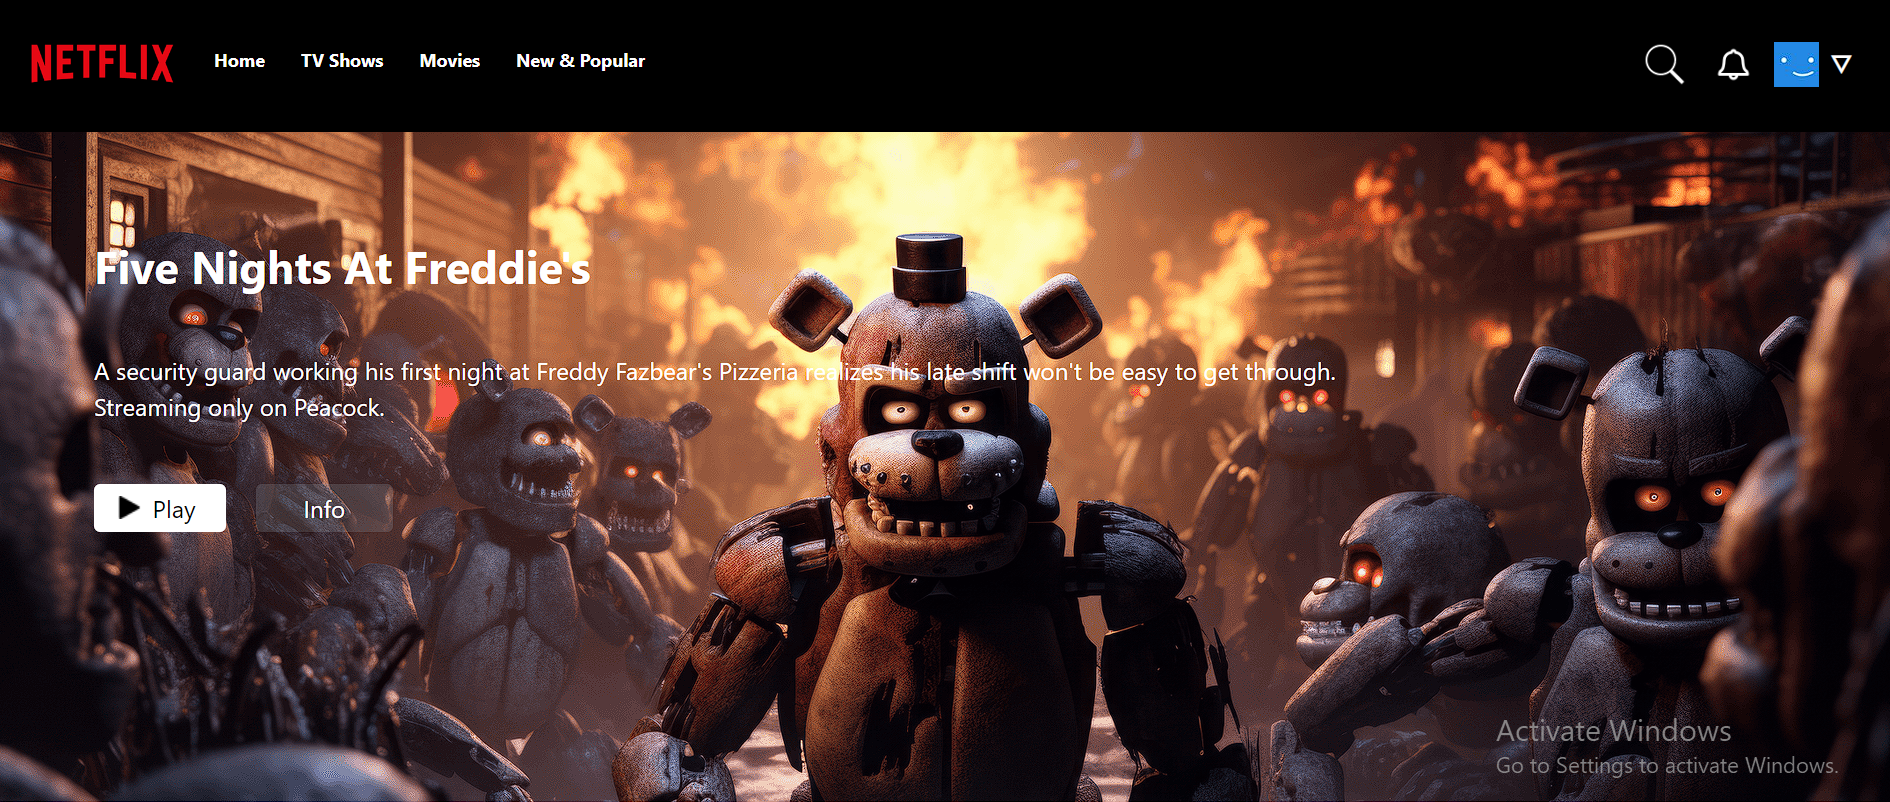 NETFLIX Home TV Shows Movies New & Popular
Five Nights At Freddie's
A security guard working his first night at Freddy Fazbear's Pizzeria realizes his late shift won't be easy to get through.
Streaming only on Peacock.
Play Info
Activate Windows
Go to Settings to activate Windows.